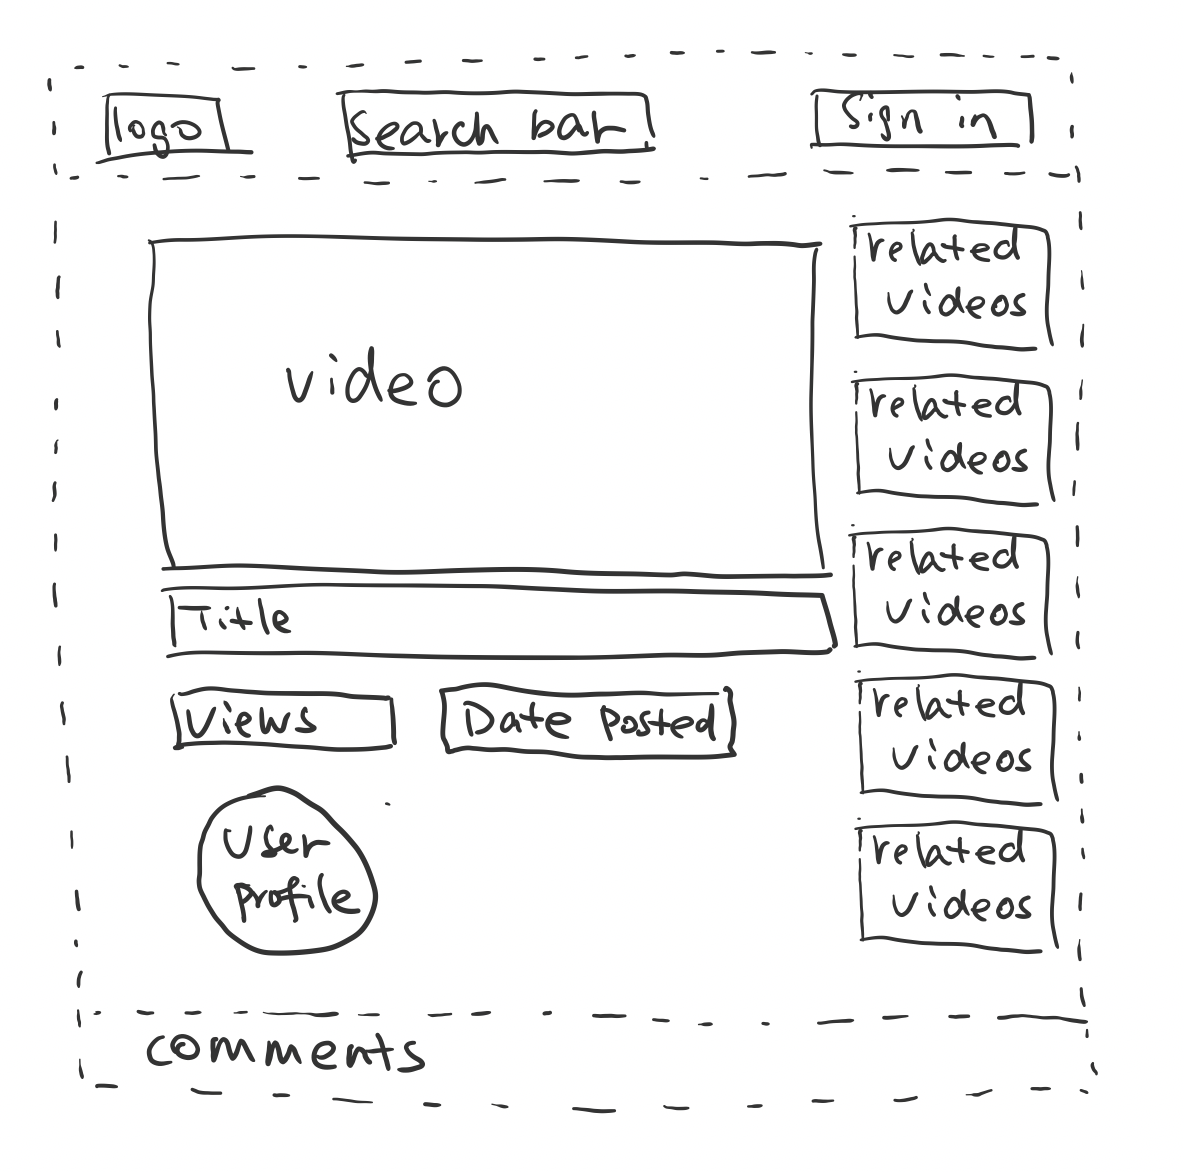 logo
Search bar
Sign in
video
related
videos
related
videos
related
videos
related
videos
related
videos
Title
Views
Date Posted
User
profile
comments